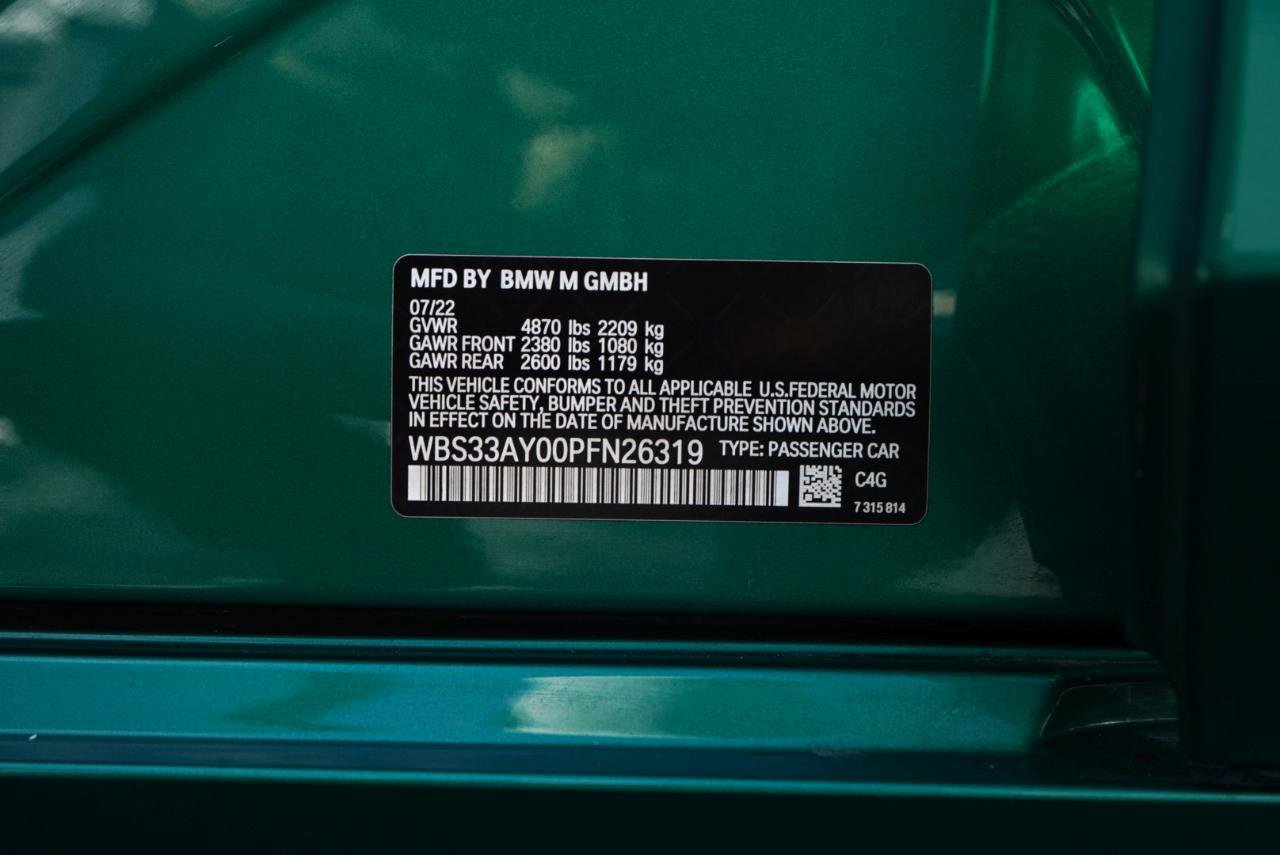 MFD BY BMW M GMBH
07/22
GVWR 4870 lbs 2209 kg
GAWR FRONT 2380 lbs 1080 kg
GAWR REAR 2600 lbs 1179 kg
THIS VEHICLE CONFORMS TO ALL APPLICABLE U.S.FEDERAL MOTOR
VEHICLE SAFETY, BUMPER AND THEFT PREVENTION STANDARDS
IN EFFECT ON THE DATE OF MANUFACTURE SHOWN ABOVE.
WBS33AY00PFN26319 TYPE: PASSENGER CAR
C4G
7 315 814